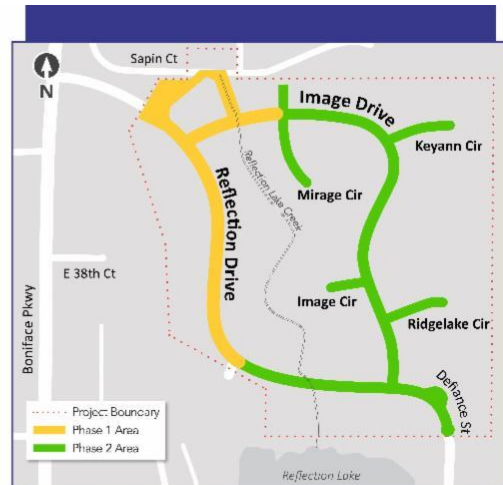 Sapin Ct
N
Image Drive
Keyann Cir
Reflection Lake Creek
Mirage Cir
Reflection Drive
E 38th Ct
Image Cir
Ridgelake Cir
Boniface Pkwy
Defiance St
Project Boundary
Phase 1 Area
Phase 2 Area
Reflection Lake